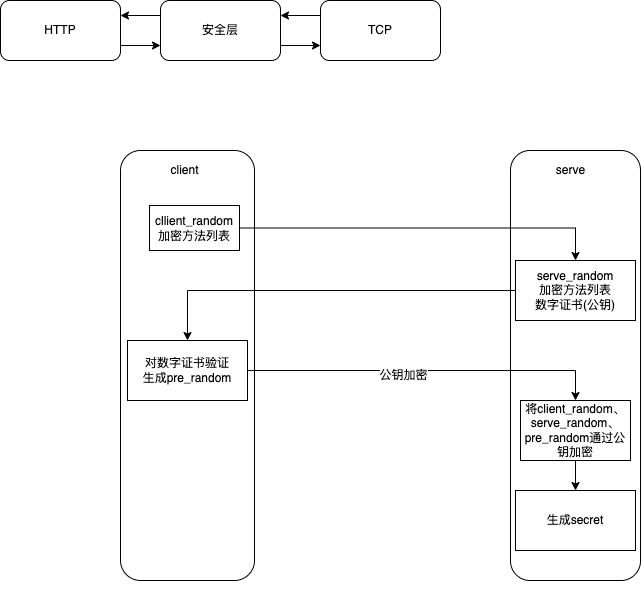 HTTP
安全层
TCP
client
serve
cllient_random
加密方法列表
serve_random
加密方法列表
数字证书(公钥)
对数字证书验证
生成pre_random
公钥加密
将client_random、
serve_random、
pre_random通过公
钥加密
生成secret